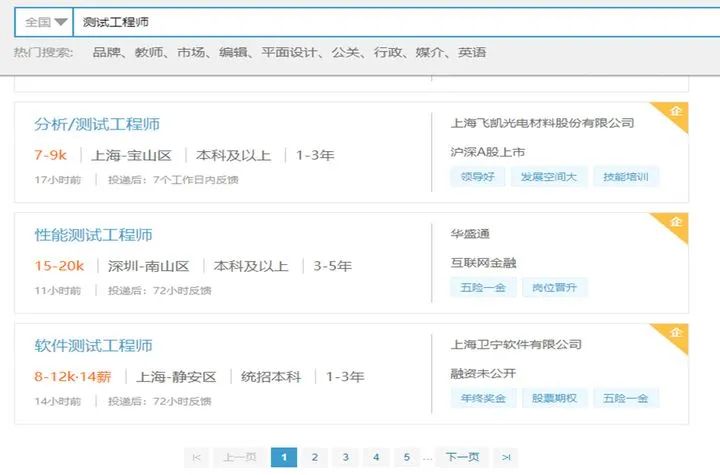 全国 测试工程师
热门搜索: 品牌、教师、市场、编辑、平面设计、公关、行政、媒介、英语
企
分析/测试工程师
7-9k 上海-宝山区 本科及以上 1-3年
17小时前 投递后：7个工作日内反馈
上海飞凯光电材料股份有限公司
沪深A股上市
领导好 发展空间大 技能培训
企
性能测试工程师
15-20k 深圳-南山区 本科及以上 3-5年
11小时前 投递后：72小时反馈
华盛通
互联网金融
五险一金 岗位晋升
企
软件测试工程师
8-12k·14薪 上海-静安区 统招本科 1-3年
14小时前 投递后：72小时反馈
上海卫宁软件有限公司
融资未公开
年终奖金 股票期权 五险一金
|< 上一页 1 2 3 4 5 ... 下一页 >|